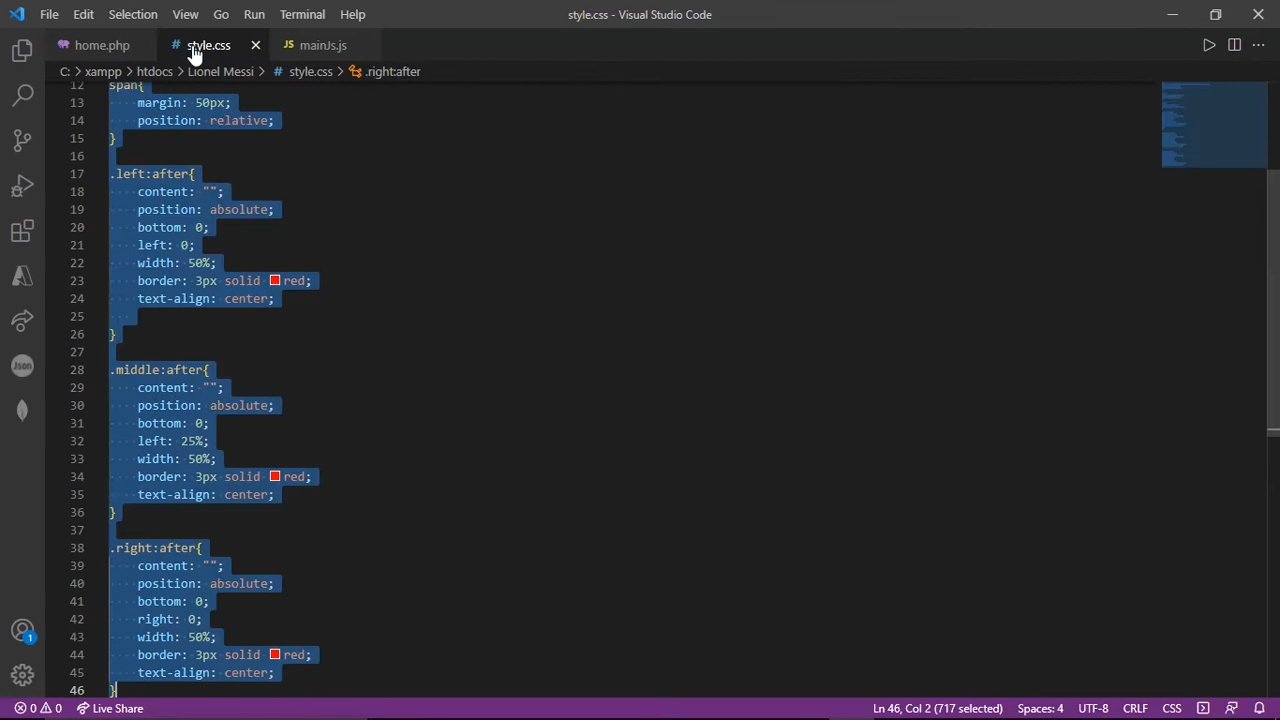 File Edit Selection View Go Run Terminal Help style.css - Visual Studio Code
home.php # style.css JS mainJs.js
C: > xampp > htdocs > Lionel Messi > # style.css > .right:after
12 span{
13 margin: 50px;
14 position: relative;
15 }
16
17 .left:after{
18 content: "";
19 position: absolute;
20 bottom: 0;
21 left: 0;
22 width: 50%;
23 border: 3px solid red;
24 text-align: center;
25
26 }
27
28 .middle:after{
29 content: "";
30 position: absolute;
31 bottom: 0;
32 left: 25%;
33 width: 50%;
34 border: 3px solid red;
35 text-align: center;
36 }
37
38 .right:after{
39 content: "";
40 position: absolute;
41 bottom: 0;
42 right: 0;
43 width: 50%;
44 border: 3px solid red;
45 text-align: center;
46 }
Json
1
0 0 Live Share Ln 46, Col 2 (717 selected) Spaces: 4 UTF-8 CRLF CSS